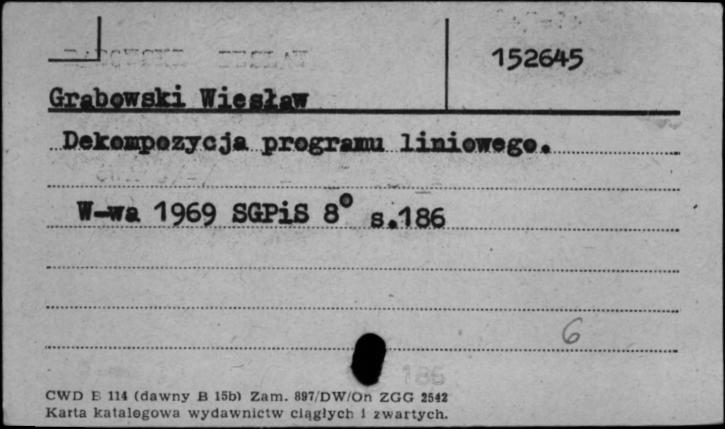 152645
Grabowski Wiesław
Dekompozycja programu liniowego.
W-wa 1969 SGPiS 8° s.186
6
186
CWD B 114 (dawny B 15b) Zam. 897/DW/On ZGG 2542
Karta katalogowa wydawnictw ciągłych i zwartych.